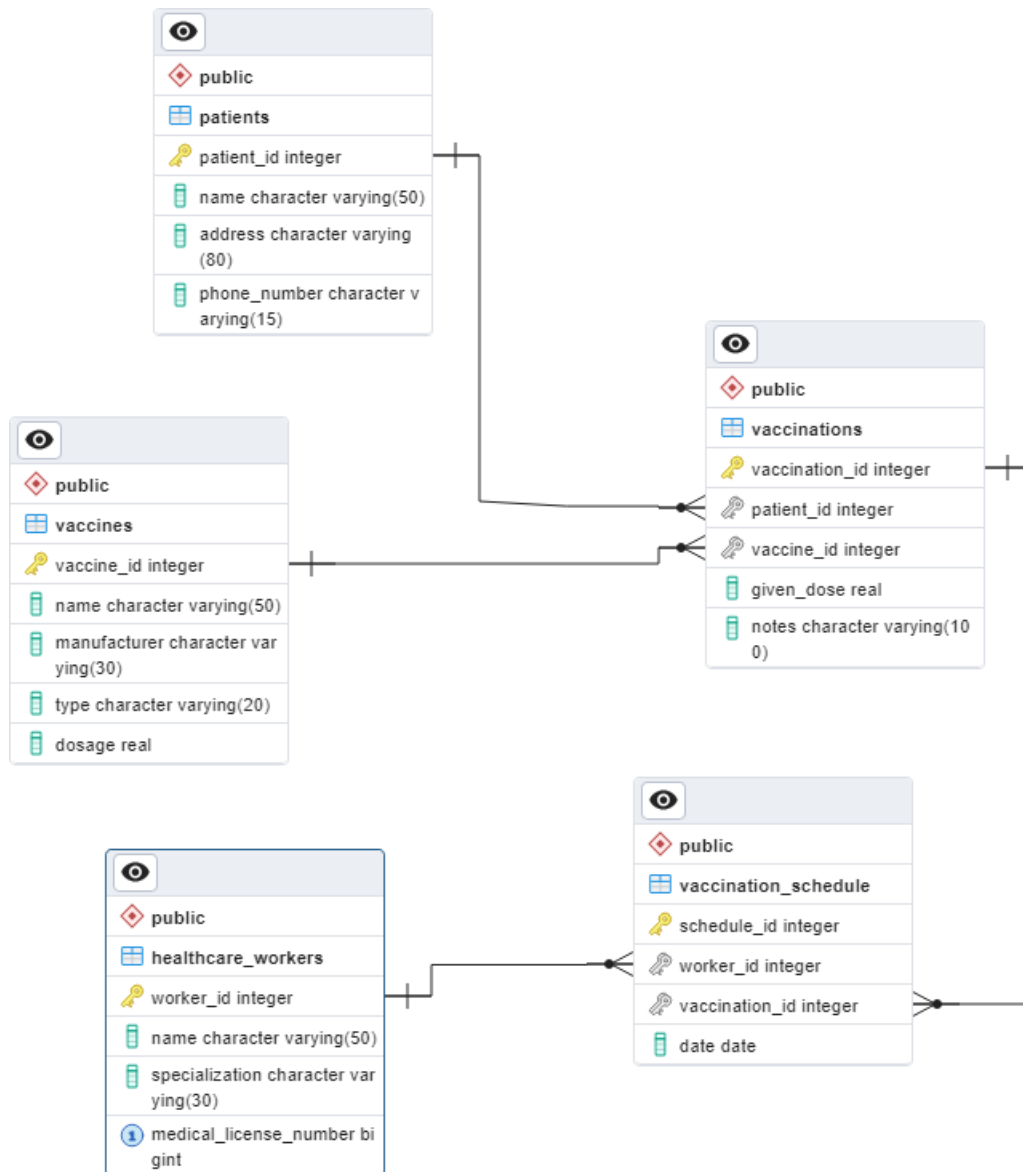 public
patients
patient_id integer
name character varying(50)
address character varying
(80)
phone_number character v
arying(15)
public
vaccinations
vaccination_id integer
patient_id integer
vaccine_id integer
given_dose real
notes character varying(10
0)
public
vaccines
vaccine_id integer
name character varying(50)
manufacturer character var
ying(30)
type character varying(20)
dosage real
public
vaccination_schedule
schedule_id integer
worker_id integer
vaccination_id integer
date date
public
healthcare_workers
worker_id integer
name character varying(50)
specialization character var
ying(30)
1 medical_license_number bi
gint